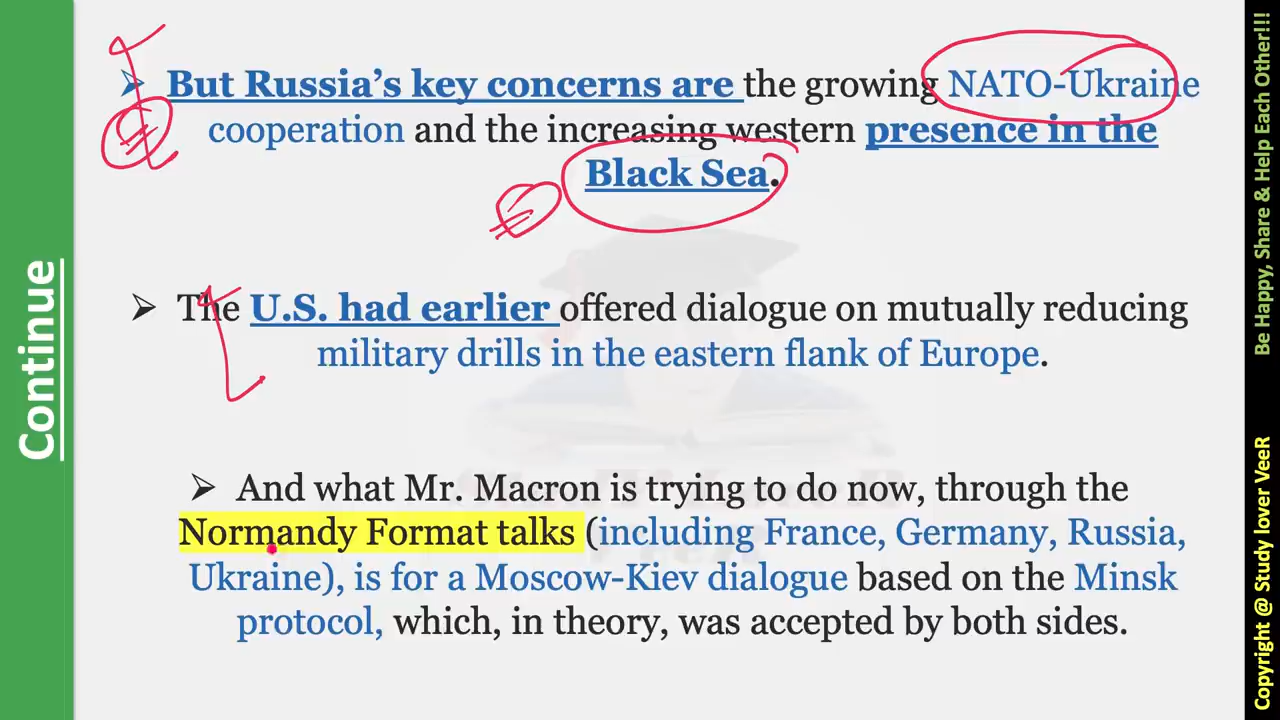 Continue
➢ But Russia’s key concerns are the growing NATO-Ukraine
cooperation and the increasing western presence in the
Black Sea.
➢ The U.S. had earlier offered dialogue on mutually reducing
military drills in the eastern flank of Europe.
➢ And what Mr. Macron is trying to do now, through the
Normandy Format talks (including France, Germany, Russia,
Ukraine), is for a Moscow-Kiev dialogue based on the Minsk
protocol, which, in theory, was accepted by both sides.
Be Happy, Share & Help Each Other!!!
Copyright @ Study lover VeeR